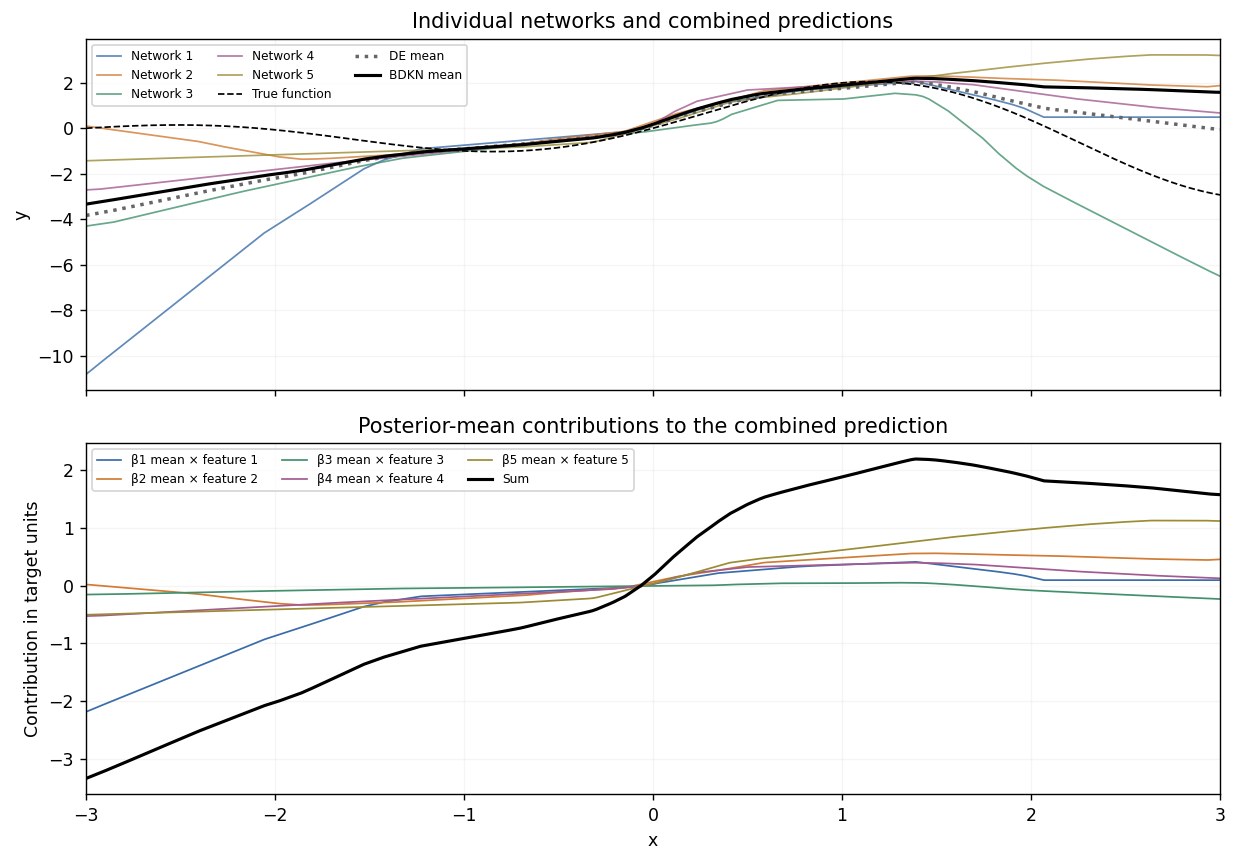 Individual networks and combined predictions
Network 1
Network 2
Network 3
Network 4
Network 5
True function
DE mean
BDKN mean
2
0
−2
−4
−6
−8
−10
y
Posterior-mean contributions to the combined prediction
β1 mean × feature 1
β2 mean × feature 2
β3 mean × feature 3
β4 mean × feature 4
β5 mean × feature 5
Sum
2
1
0
−1
−2
−3
Contribution in target units
−3 −2 −1 0 1 2 3
x